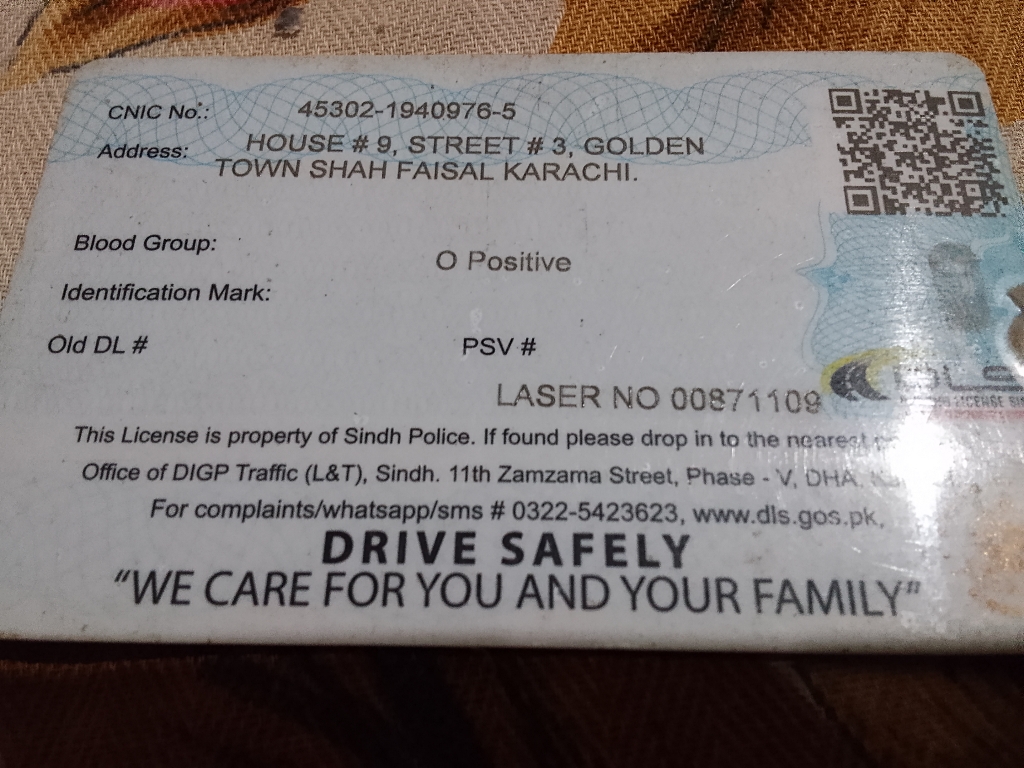 CNIC No.: 45302-1940976-5
Address: HOUSE # 9, STREET # 3, GOLDEN
TOWN SHAH FAISAL KARACHI.
Blood Group: O Positive
Identification Mark:
Old DL # PSV #
LASER NO 00871109
This License is property of Sindh Police. If found please drop in to the nearest
Office of DIGP Traffic (L&T), Sindh. 11th Zamzama Street, Phase - V, DHA,
For complaints/whatsapp/sms # 0322-5423623, www.dls.gos.pk,
DRIVE SAFELY
“WE CARE FOR YOU AND YOUR FAMILY”